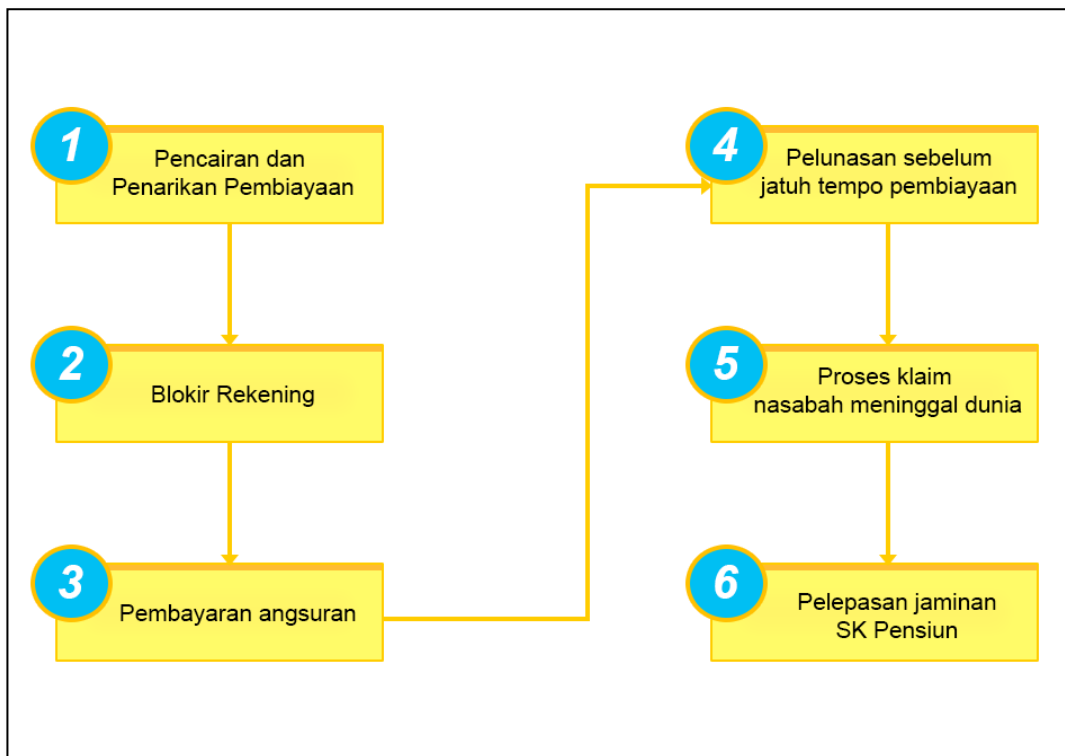 1
Pencairan dan
Penarikan Pembiayaan
2
Blokir Rekening
3
Pembayaran angsuran
4
Pelunasan sebelum
jatuh tempo pembiayaan
5
Proses klaim
nasabah meninggal dunia
6
Pelepasan jaminan
SK Pensiun